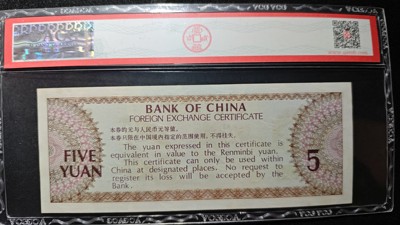 BANK OF CHINA
FOREIGN EXCHANGE CERTIFICATE
本券的元与人民币元等值。
本券只限在中国境内指定的范围使用,不得挂失。
The yuan expressed in this certificate is
equivalent in value to the Renminbi yuan.
This certificate can only be used within
China at designated places. No request to
register its loss will be accepted by the
Bank.
FIVE
YUAN
5